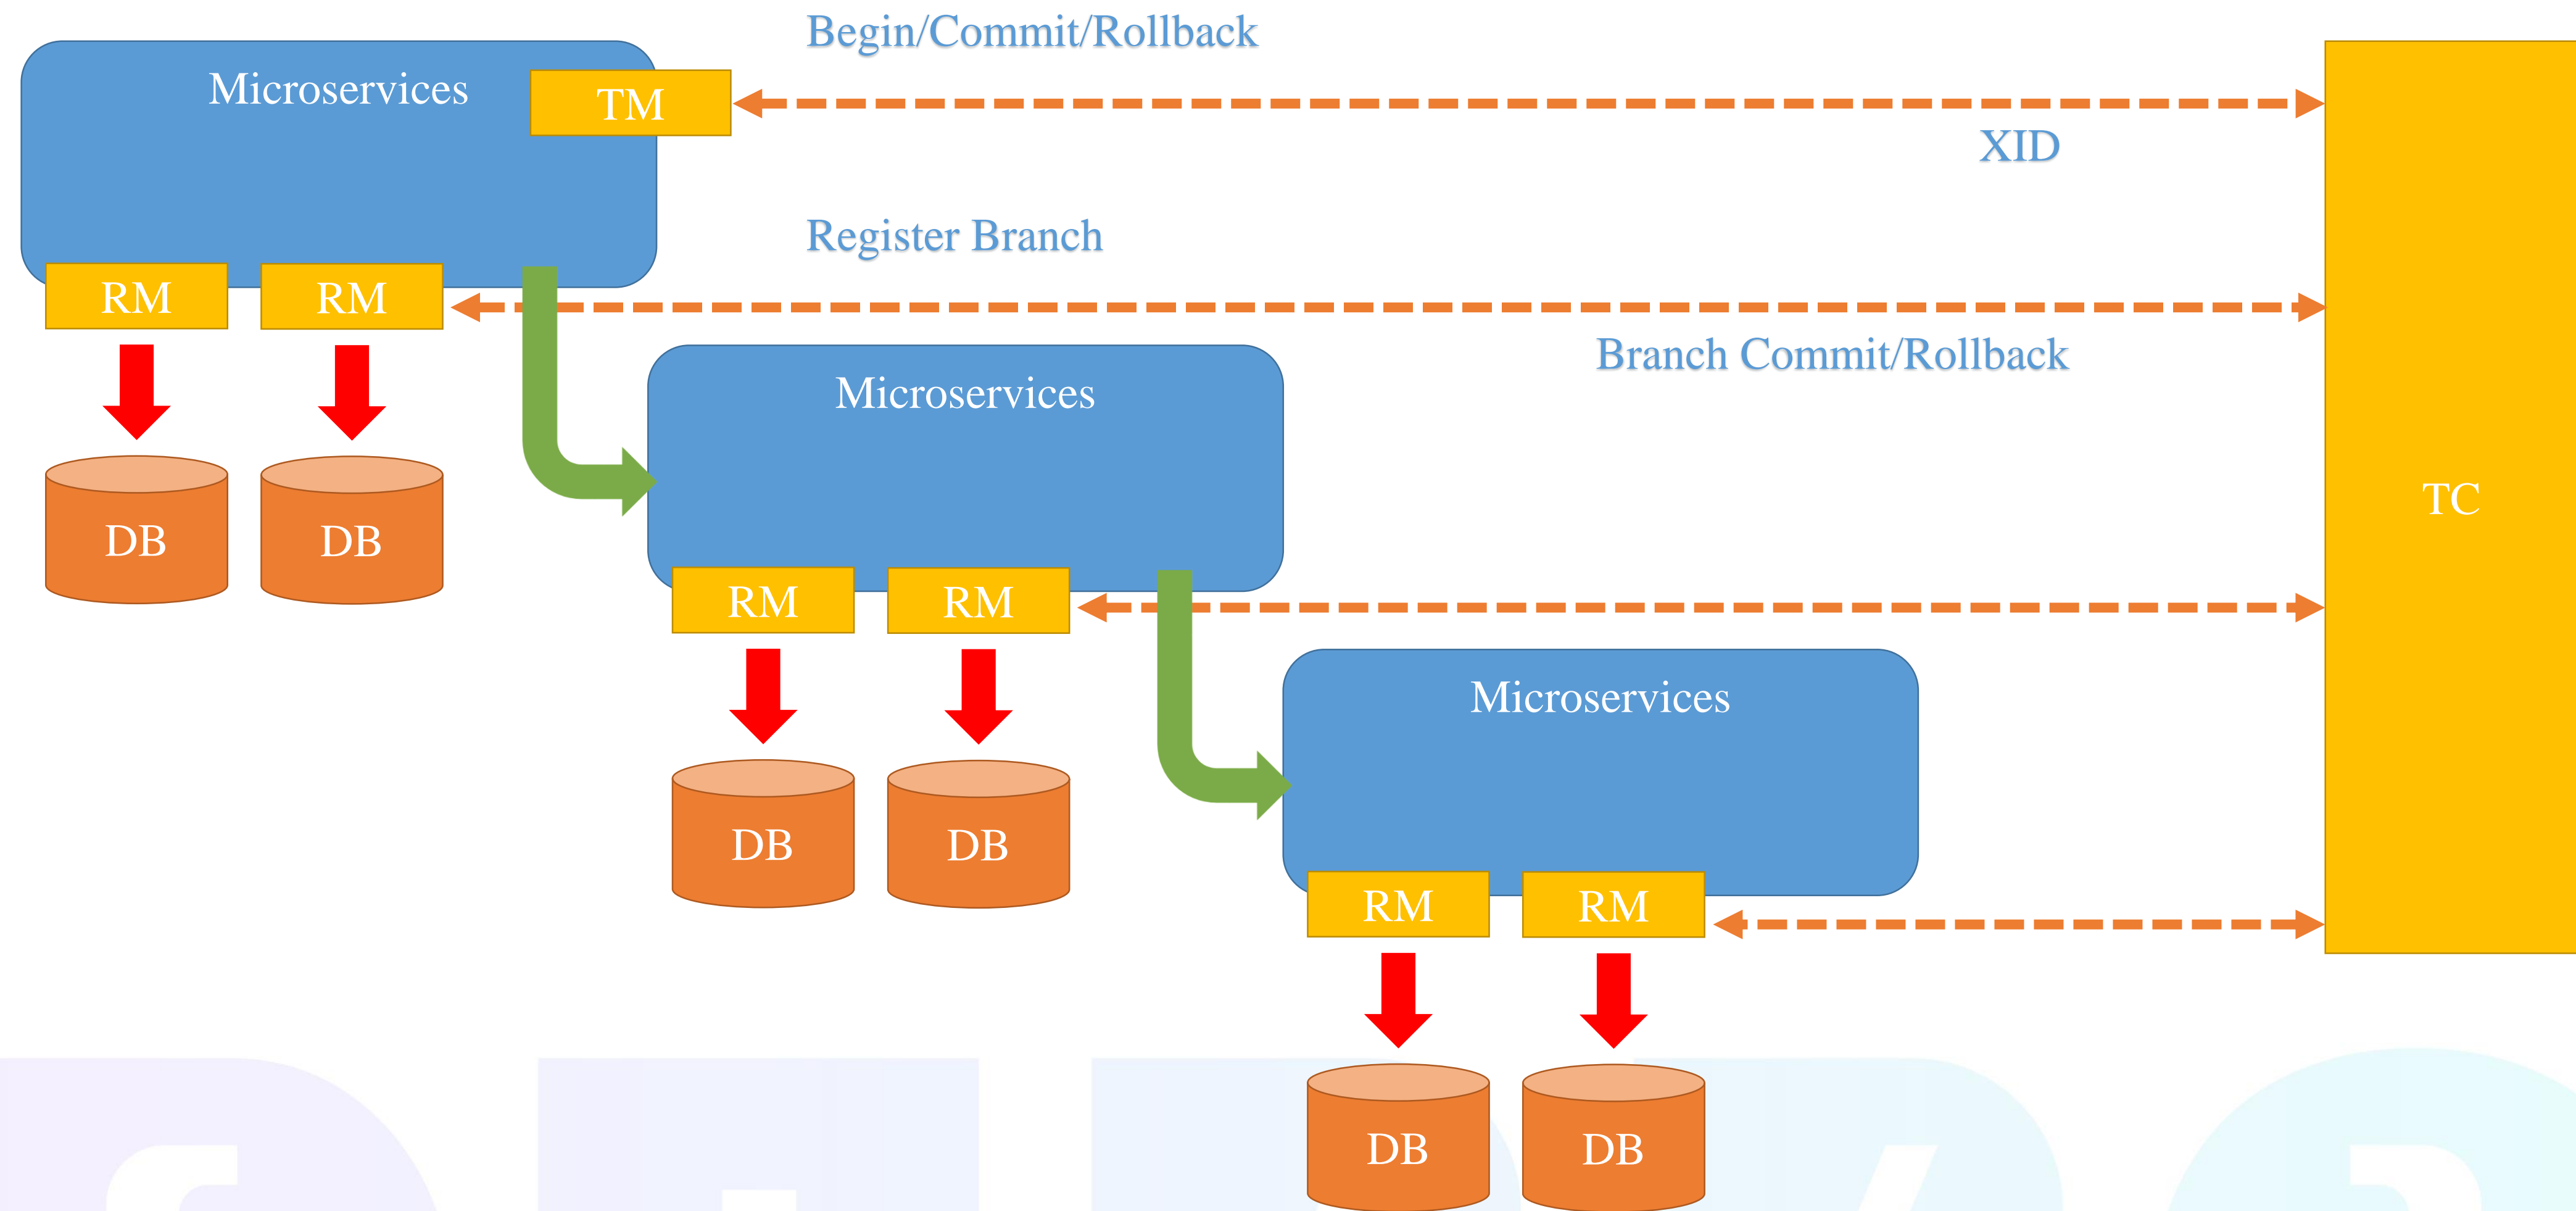 Begin/Commit/Rollback
Microservices
TM
XID
Register Branch
RM
RM
Branch Commit/Rollback
Microservices
TC
DB
DB
RM
RM
Microservices
DB
DB
RM
RM
DB
DB